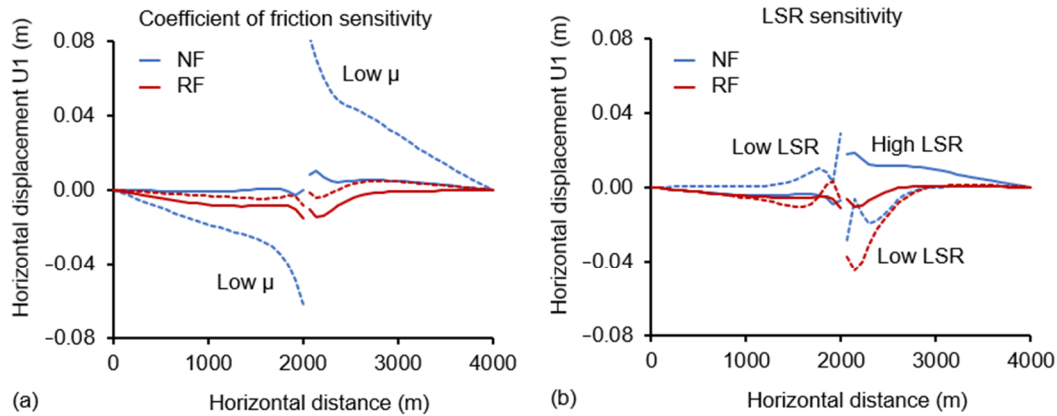 Coefficient of friction sensitivity
Horizontal displacement U1 (m)
0.08
0.04
0.00
−0.04
−0.08
NF
RF
Low μ
Low μ
0 1000 2000 3000 4000
(a) Horizontal distance (m)
LSR sensitivity
Horizontal displacement U1 (m)
0.08
0.04
0.00
−0.04
−0.08
NF
RF
Low LSR
High LSR
Low LSR
0 1000 2000 3000 4000
(b) Horizontal distance (m)